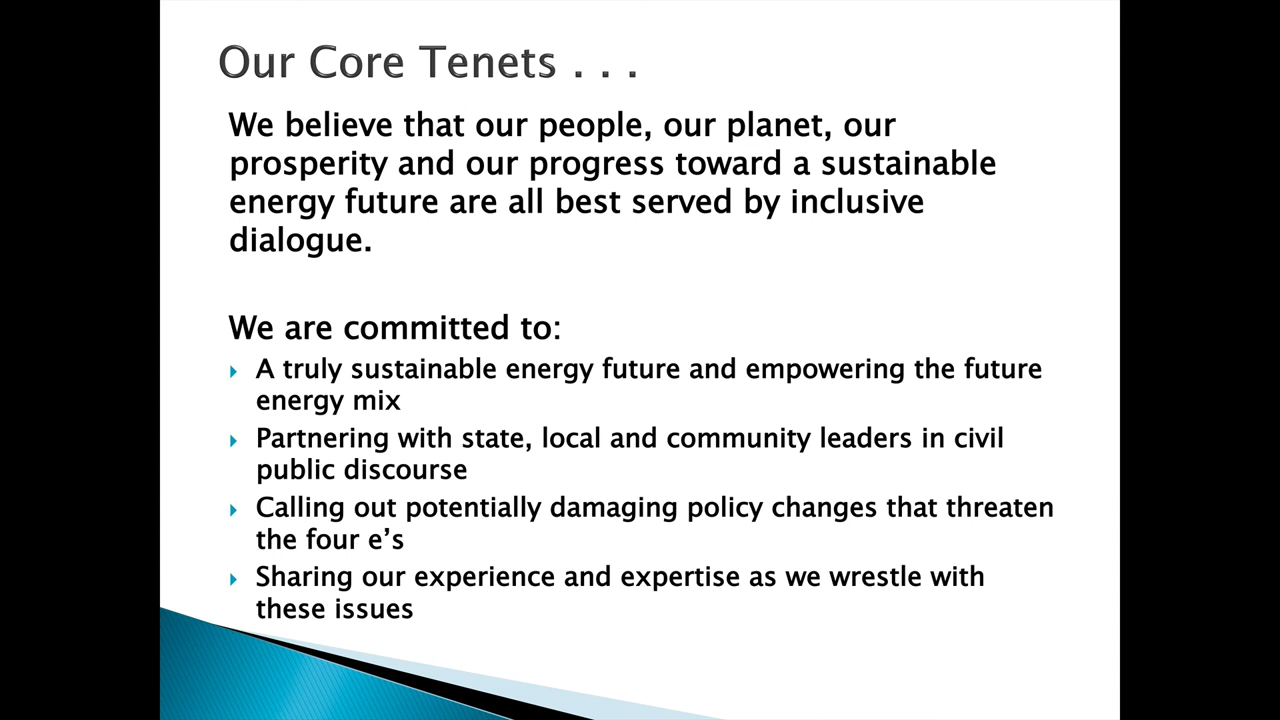 Our Core Tenets . . .
We believe that our people, our planet, our
prosperity and our progress toward a sustainable
energy future are all best served by inclusive
dialogue.
We are committed to:
A truly sustainable energy future and empowering the future
energy mix
Partnering with state, local and community leaders in civil
public discourse
Calling out potentially damaging policy changes that threaten
the four e’s
Sharing our experience and expertise as we wrestle with
these issues